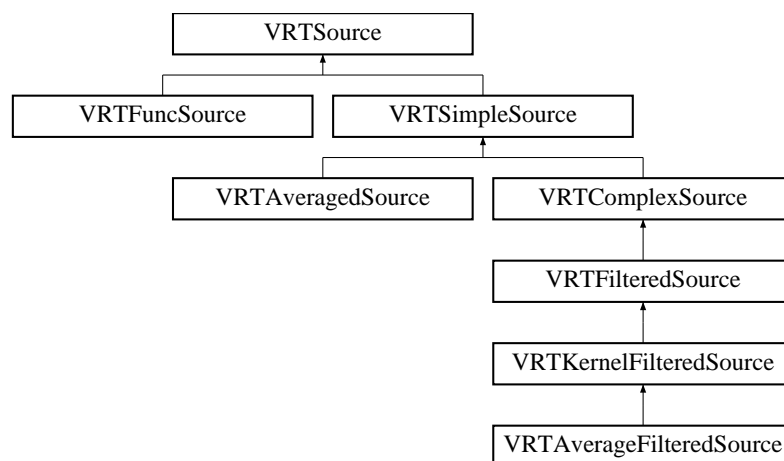 VRTSource
VRTFuncSource
VRTSimpleSource
VRTAveragedSource
VRTComplexSource
VRTFilteredSource
VRTKernelFilteredSource
VRTAverageFilteredSource